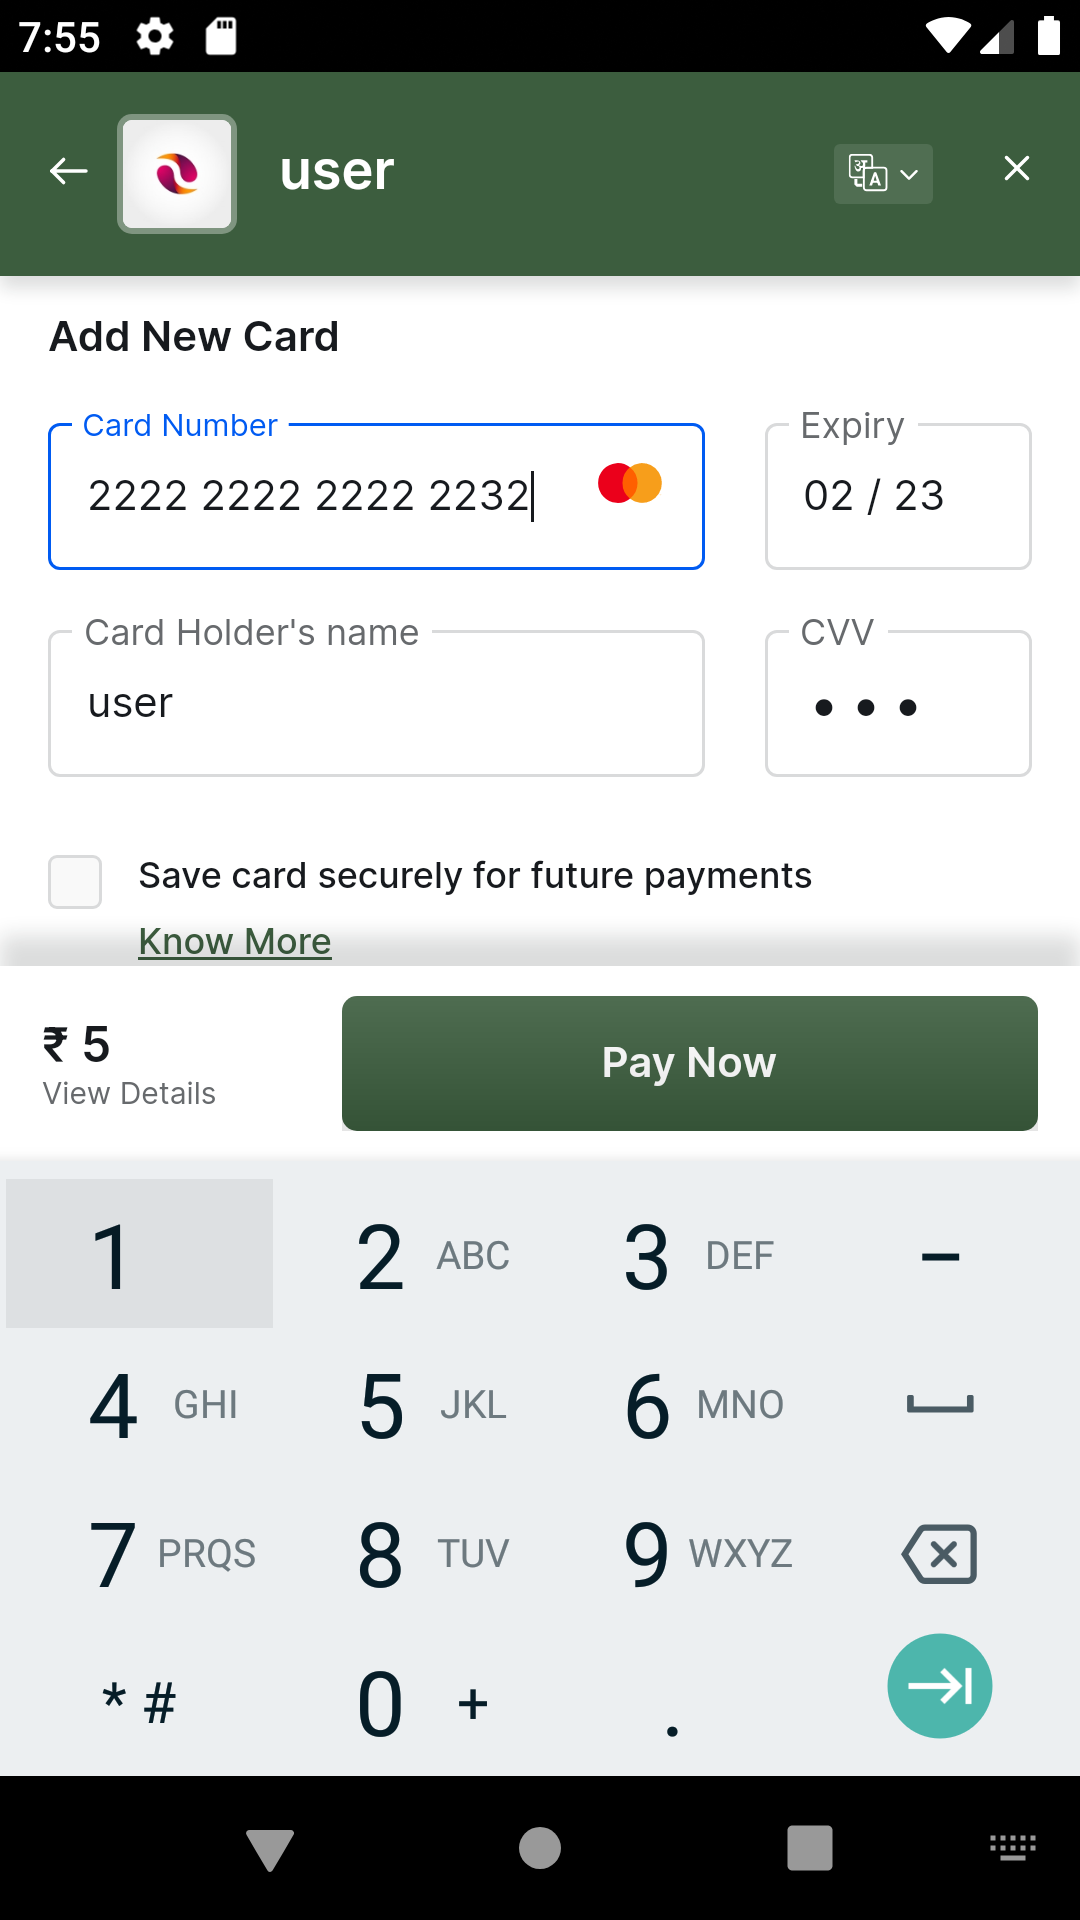 7:55
user
Add New Card
Card Number
2222 2222 2222 2232
Expiry
02 / 23
Card Holder's name
user
CVV
Save card securely for future payments
Know More
₹ 5
View Details
Pay Now
1
2 ABC
3 DEF
–
4 GHI
5 JKL
6 MNO
7 PRQS
8 TUV
9 WXYZ
* #
0 +
.